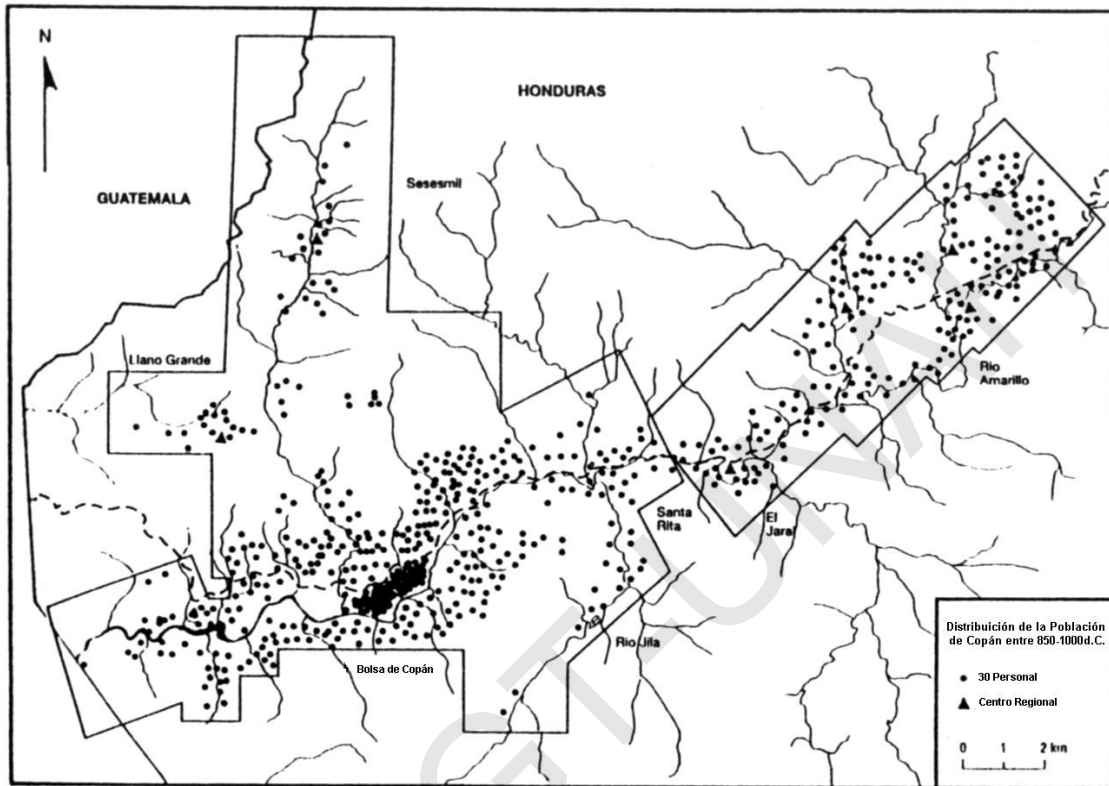 N
HONDURAS
GUATEMALA
Sesesmil
Llano Grande
Rio
Amarillo
Santa
Rita
El
Jaral
Rio Jila
Bolsa de Copán
Distribuición de la Población
de Copán entre 850-1000d.C.
30 Personal
Centro Regional
0 1 2 km